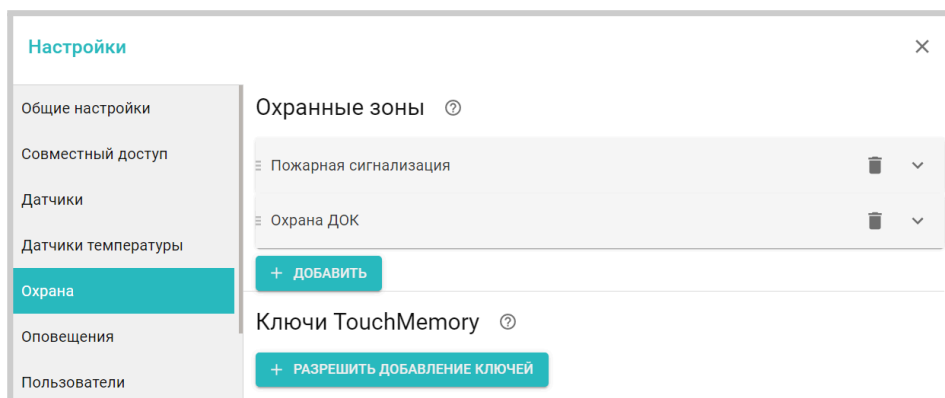 Настройки
Общие настройки
Совместный доступ
Датчики
Датчики температуры
Охрана
Оповещения
Пользователи
Охранные зоны
Пожарная сигнализация
Охрана ДОК
+ ДОБАВИТЬ
Ключи TouchMemory
+ РАЗРЕШИТЬ ДОБАВЛЕНИЕ КЛЮЧЕЙ